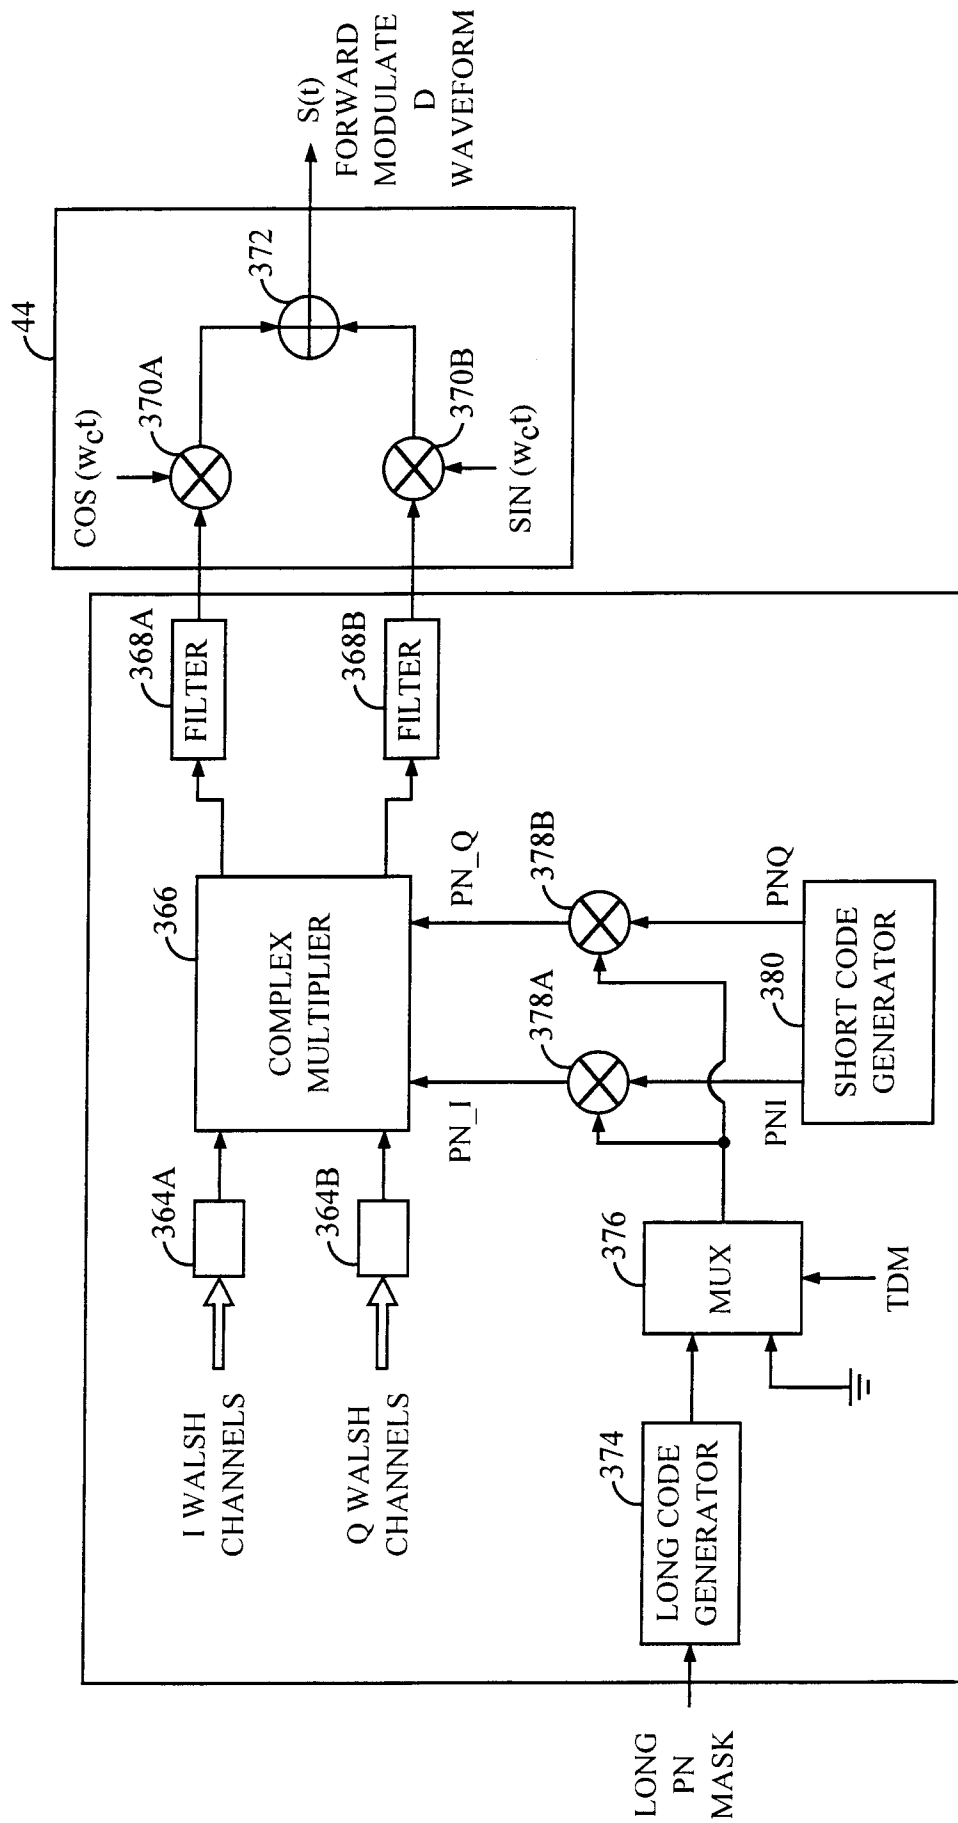 44
COS (wct)
370A
372
S(t)
FORWARD
MODULATE
D
WAVEFORM
370B
SIN (wct)
368A
FILTER
368B
FILTER
366
COMPLEX
MULTIPLIER
364A
I WALSH
CHANNELS
364B
Q WALSH
CHANNELS
PN_I
PN_Q
378A
378B
PNI
PNQ
380
SHORT CODE
GENERATOR
376
MUX
TDM
374
LONG CODE
GENERATOR
LONG
PN
MASK